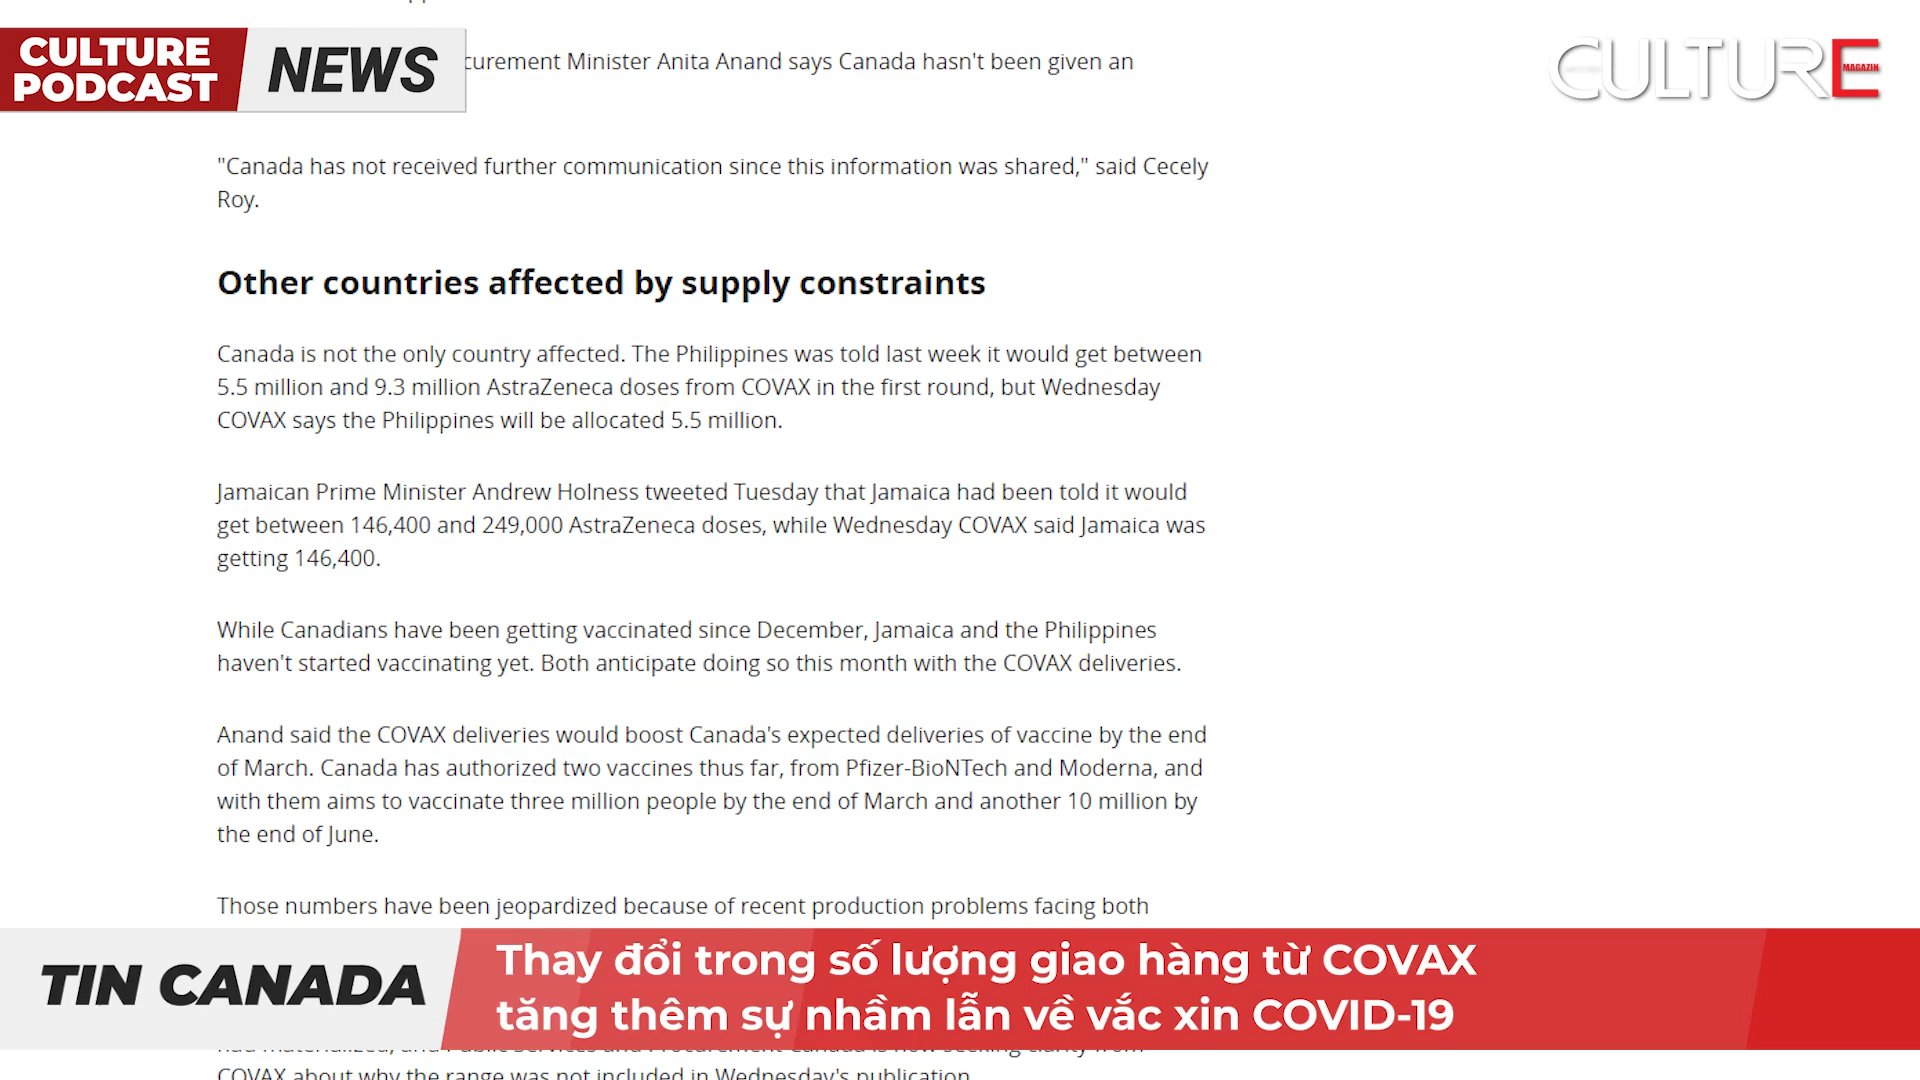 CULTURE
PODCAST
NEWS
CULTURE
MAGAZIN
curement Minister Anita Anand says Canada hasn't been given an
"Canada has not received further communication since this information was shared," said Cecely
Roy.
Other countries affected by supply constraints
Canada is not the only country affected. The Philippines was told last week it would get between
5.5 million and 9.3 million AstraZeneca doses from COVAX in the first round, but Wednesday
COVAX says the Philippines will be allocated 5.5 million.
Jamaican Prime Minister Andrew Holness tweeted Tuesday that Jamaica had been told it would
get between 146,400 and 249,000 AstraZeneca doses, while Wednesday COVAX said Jamaica was
getting 146,400.
While Canadians have been getting vaccinated since December, Jamaica and the Philippines
haven't started vaccinating yet. Both anticipate doing so this month with the COVAX deliveries.
Anand said the COVAX deliveries would boost Canada's expected deliveries of vaccine by the end
of March. Canada has authorized two vaccines thus far, from Pfizer-BioNTech and Moderna, and
with them aims to vaccinate three million people by the end of March and another 10 million by
the end of June.
Those numbers have been jeopardized because of recent production problems facing both
TIN CANADA
Thay đổi trong số lượng giao hàng từ COVAX
tăng thêm sự nhầm lẫn về vắc xin COVID-19
COVAX about why the range was not included in Wednesday's publication.